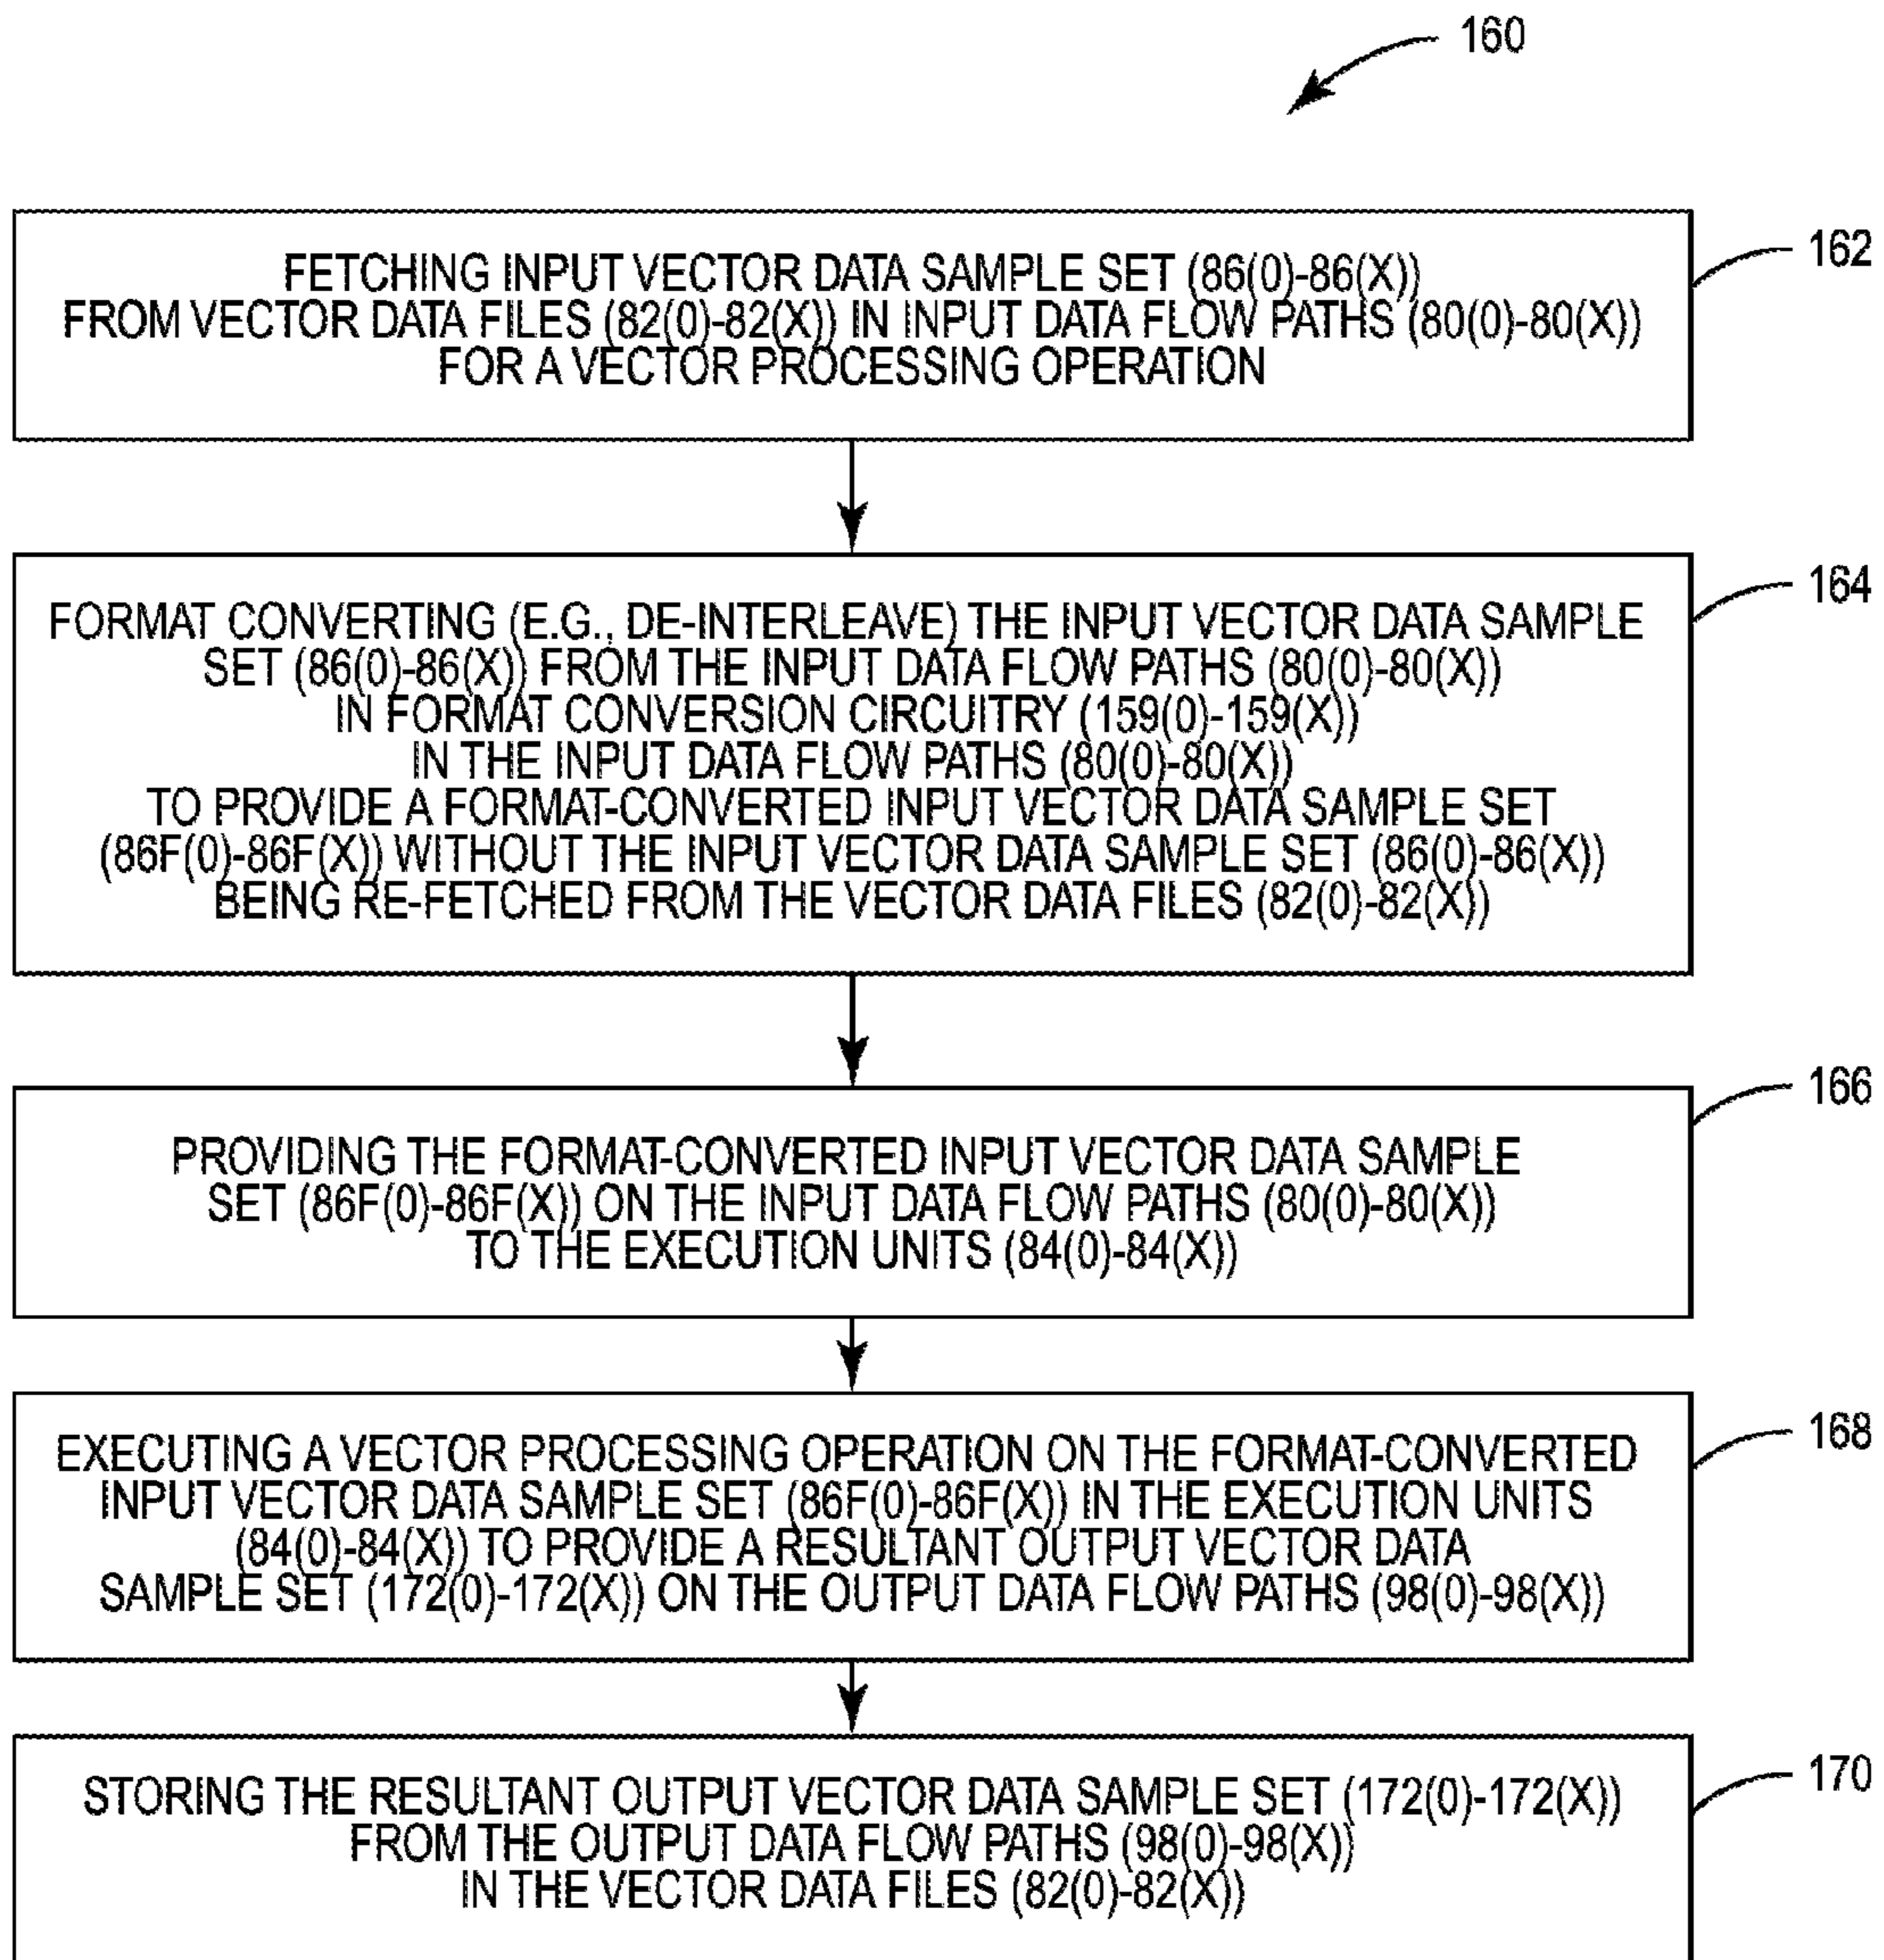 160
FETCHING INPUT VECTOR DATA SAMPLE SET (86(0)-86(X))
FROM VECTOR DATA FILES (82(0)-82(X)) IN INPUT DATA FLOW PATHS (80(0)-80(X))
FOR A VECTOR PROCESSING OPERATION
162
FORMAT CONVERTING (E.G., DE-INTERLEAVE) THE INPUT VECTOR DATA SAMPLE
SET (86(0)-86(X)) FROM THE INPUT DATA FLOW PATHS (80(0)-80(X))
IN FORMAT CONVERSION CIRCUITRY (159(0)-159(X))
IN THE INPUT DATA FLOW PATHS (80(0)-80(X))
TO PROVIDE A FORMAT-CONVERTED INPUT VECTOR DATA SAMPLE SET
(86F(0)-86F(X)) WITHOUT THE INPUT VECTOR DATA SAMPLE SET (86(0)-86(X))
BEING RE-FETCHED FROM THE VECTOR DATA FILES (82(0)-82(X))
164
PROVIDING THE FORMAT-CONVERTED INPUT VECTOR DATA SAMPLE
SET (86F(0)-86F(X)) ON THE INPUT DATA FLOW PATHS (80(0)-80(X))
TO THE EXECUTION UNITS (84(0)-84(X))
166
EXECUTING A VECTOR PROCESSING OPERATION ON THE FORMAT-CONVERTED
INPUT VECTOR DATA SAMPLE SET (86F(0)-86F(X)) IN THE EXECUTION UNITS
(84(0)-84(X)) TO PROVIDE A RESULTANT OUTPUT VECTOR DATA
SAMPLE SET (172(0)-172(X)) ON THE OUTPUT DATA FLOW PATHS (98(0)-98(X))
168
STORING THE RESULTANT OUTPUT VECTOR DATA SAMPLE SET (172(0)-172(X))
FROM THE OUTPUT DATA FLOW PATHS (98(0)-98(X))
IN THE VECTOR DATA FILES (82(0)-82(X))
170